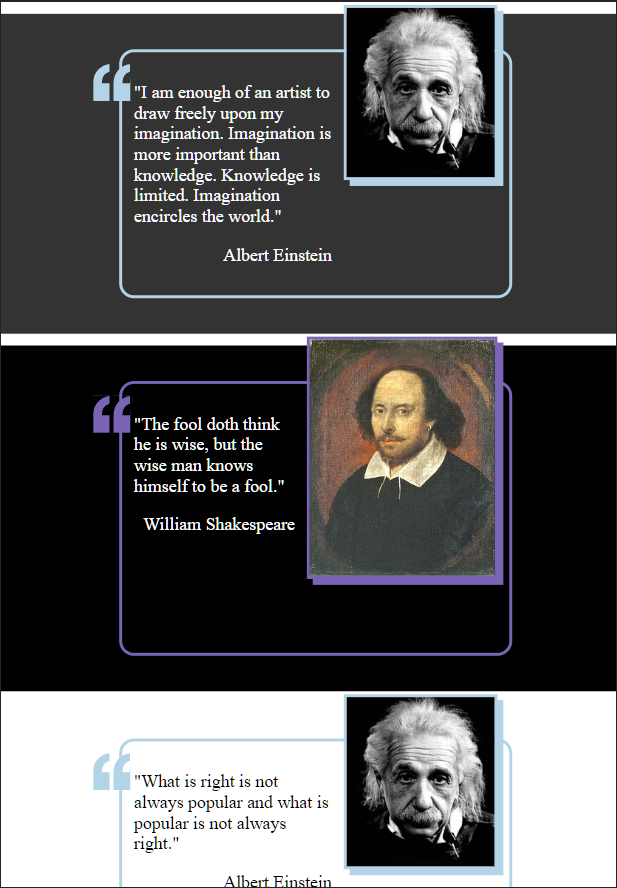 "I am enough of an artist to
draw freely upon my
imagination. Imagination is
more important than
knowledge. Knowledge is
limited. Imagination
encircles the world."
Albert Einstein
"The fool doth think
he is wise, but the
wise man knows
himself to be a fool."
William Shakespeare
"What is right is not
always popular and what is
popular is not always
right."
Albert Einstein